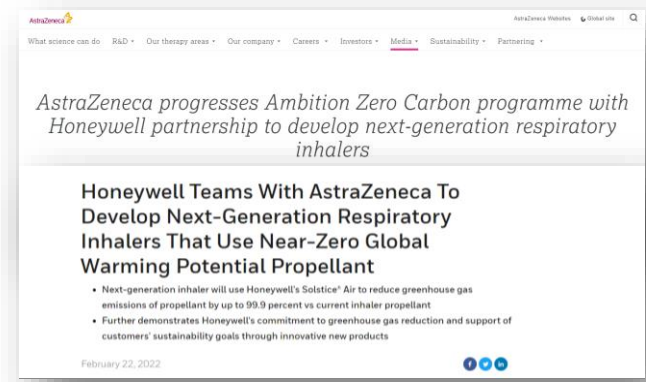 AstraZeneca
AstraZeneca Websites Global site
What science can do R&D Our therapy areas Our company Careers Investors Media Sustainability Partnering
AstraZeneca progresses Ambition Zero Carbon programme with
Honeywell partnership to develop next-generation respiratory
inhalers
Honeywell Teams With AstraZeneca To
Develop Next-Generation Respiratory
Inhalers That Use Near-Zero Global
Warming Potential Propellant
• Next-generation inhaler will use Honeywell's Solstice® Air to reduce greenhouse gas
emissions of propellant by up to 99.9 percent vs current inhaler propellant
• Further demonstrates Honeywell's commitment to greenhouse gas reduction and support of
customers' sustainability goals through innovative new products
February 22, 2022